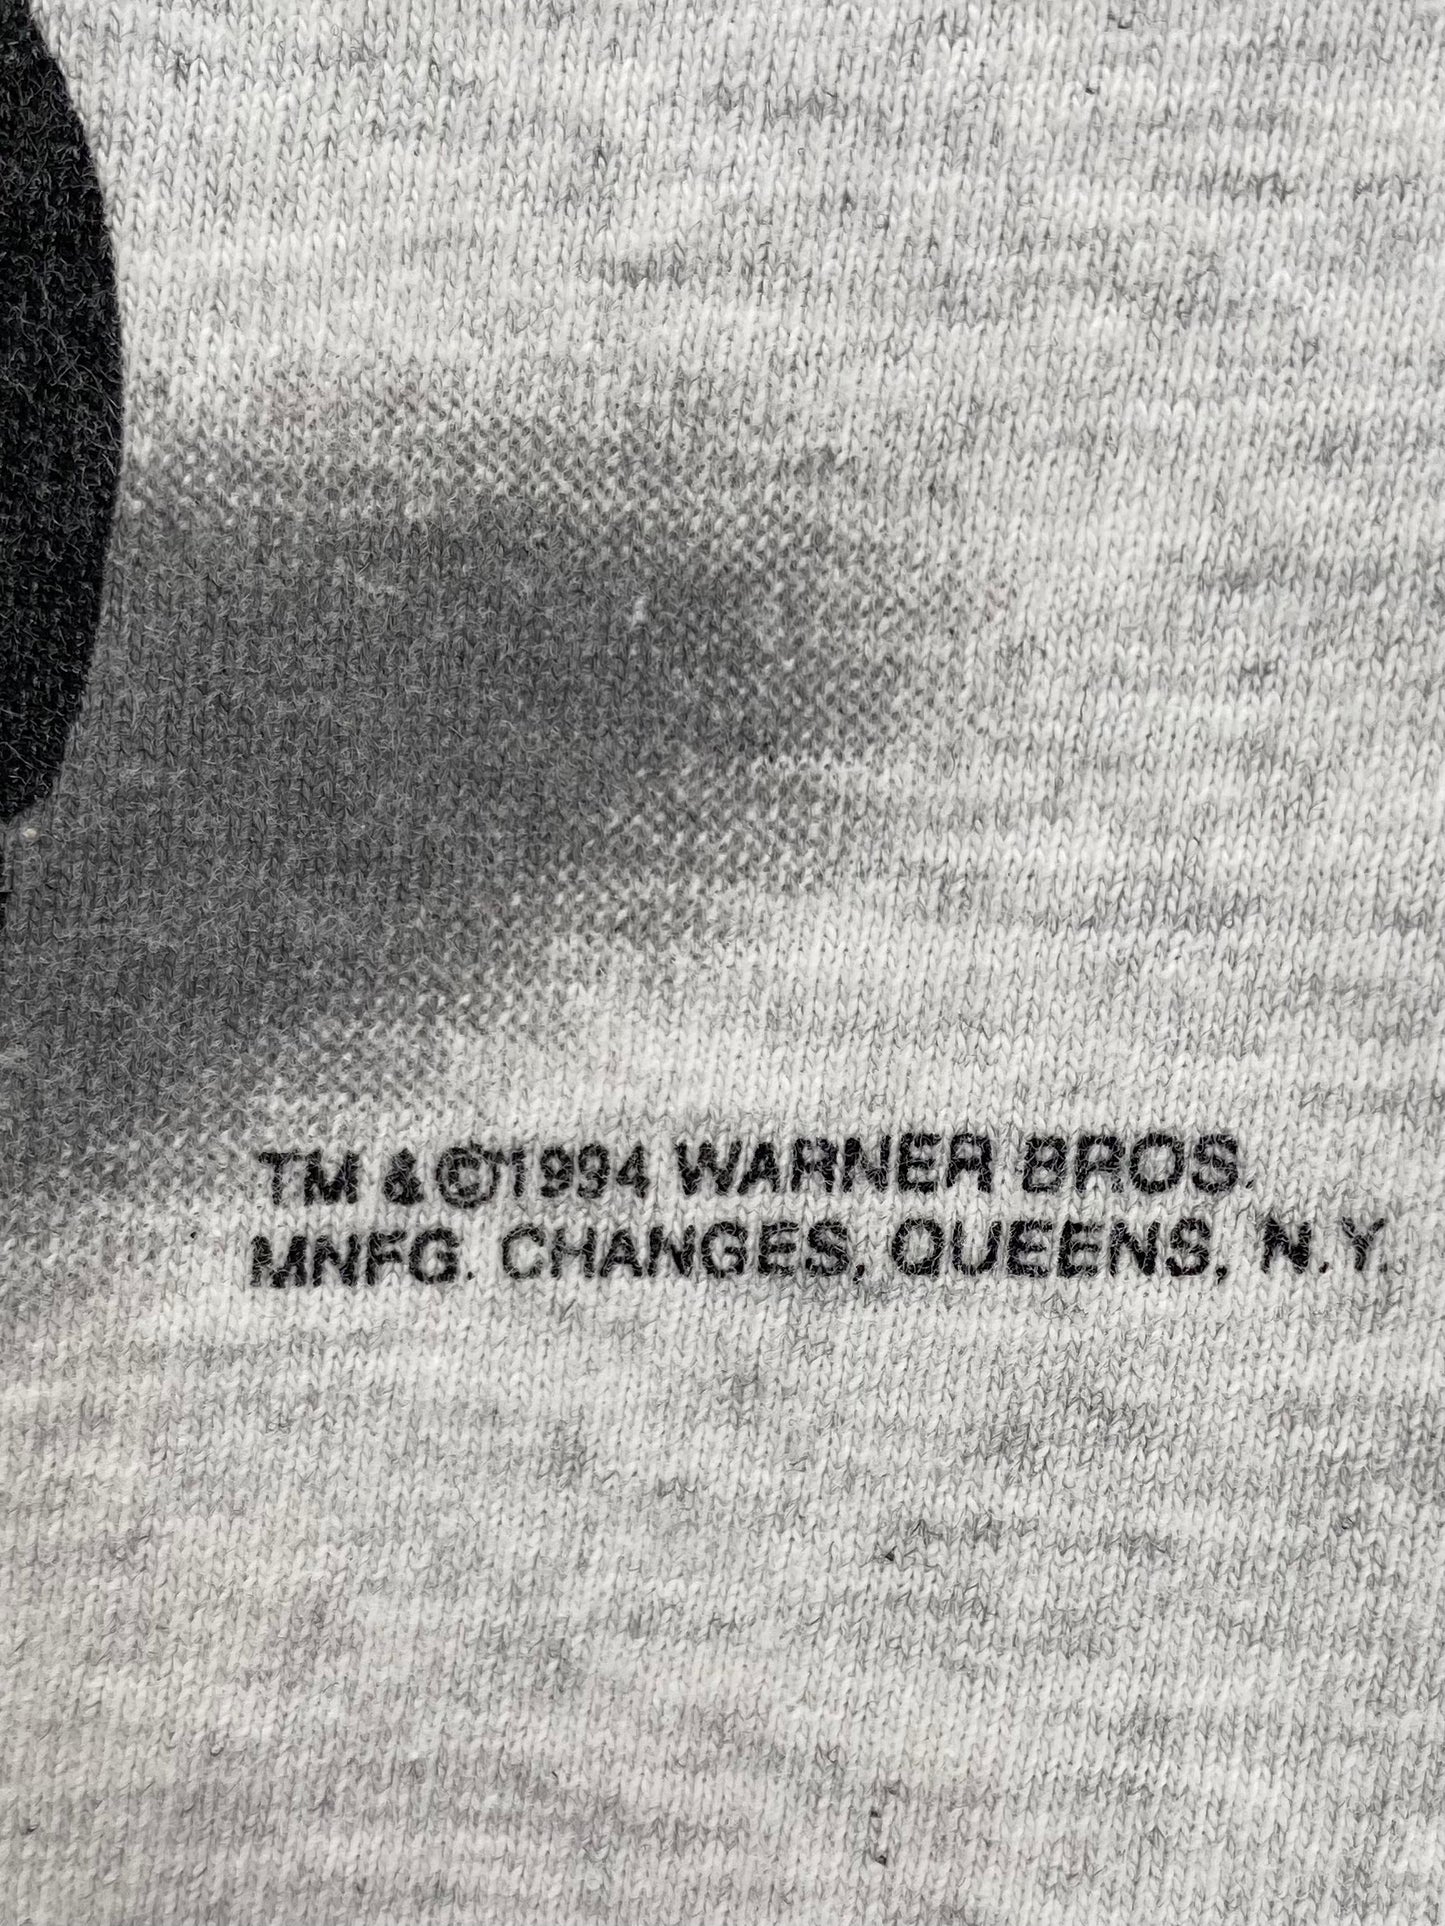 TM & ©1994 WARNER BROS.
MNFG. CHANGES, QUEENS, N.Y.